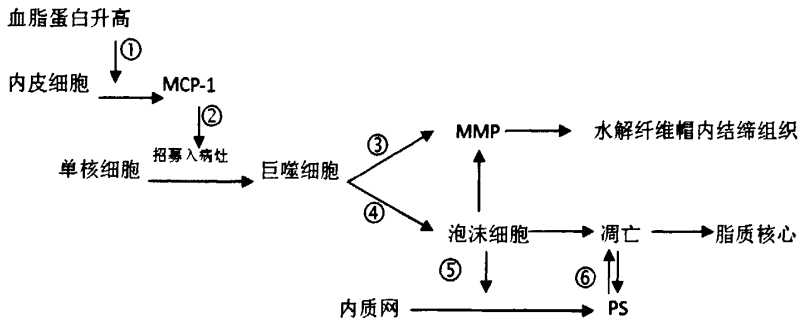 血脂蛋白升高
①
内皮细胞 MCP-1
②
招募入病灶
单核细胞 巨噬细胞
③ MMP 水解纤维帽内结缔组织
④
泡沫细胞 凋亡 脂质核心
⑤ ⑥
内质网 PS